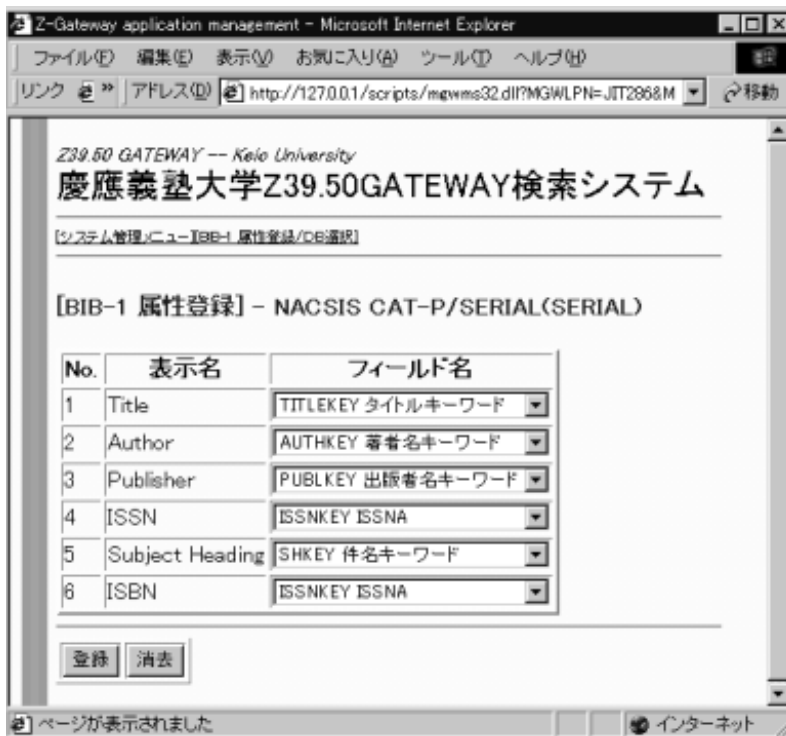 Z-Gateway application management - Microsoft Internet Explorer
ファイル(F) 編集(E) 表示(V) お気に入り(A) ツール(T) ヘルプ(H)
リンク » アドレス(D) http://127.0.0.1/scripts/mgwms32.dll?MGWLPN=JIT286&M 移動
Z39.50 GATEWAY -- Keio University
慶應義塾大学Z39.50GATEWAY検索システム
[システム管理メニュー][BIB-1 属性登録/DB選択]
[BIB-1 属性登録] - NACSIS CAT-P/SERIAL(SERIAL)
No. 表示名 フィールド名
1 Title TITLEKEY タイトルキーワード
2 Author AUTHKEY 著者名キーワード
3 Publisher PUBLKEY 出版者名キーワード
4 ISSN ISSNKEY ISSNA
5 Subject Heading SHKEY 件名キーワード
6 ISBN ISSNKEY ISSNA
登録 消去
ページが表示されました インターネット